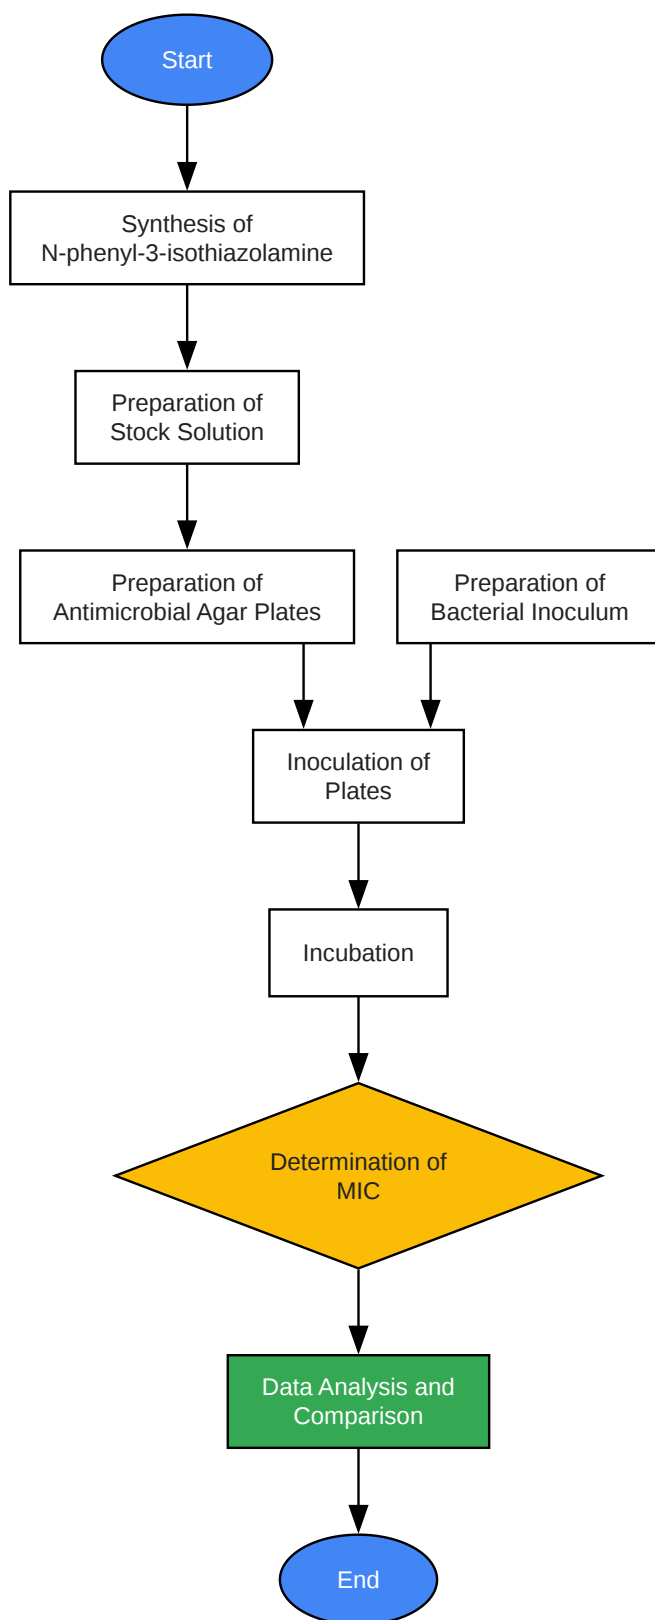 Start
Synthesis of
N-phenyl-3-isothiazolamine
Preparation of
Stock Solution
Preparation of
Antimicrobial Agar Plates
Preparation of
Bacterial Inoculum
Inoculation of
Plates
Incubation
Determination of
MIC
Data Analysis and
Comparison
End